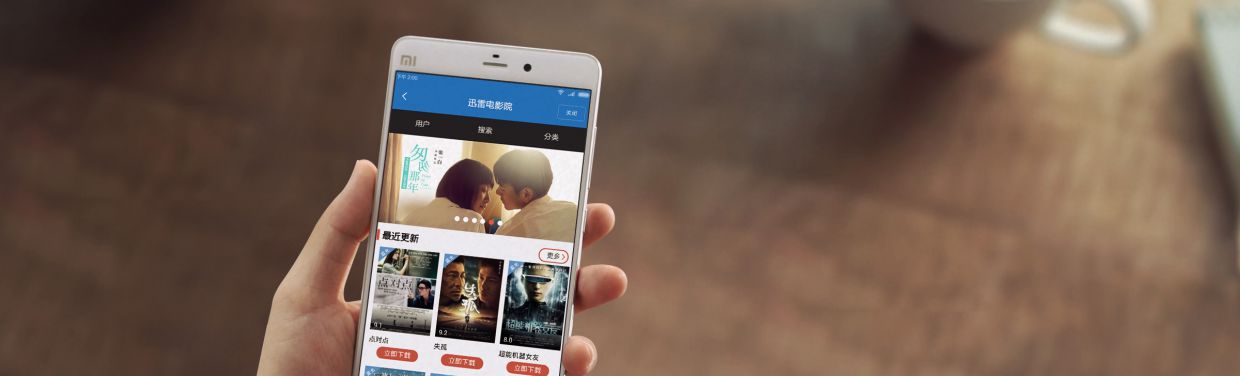 mi
下午 2:00
迅雷电影院
关闭
用户
搜索
分类
匆匆
那年
最近更新
更多
点对点
失孤
超能机器女友
9.1
9.2
8.0
点对点
失孤
超能机器女友
立即下载
立即下载
立即下载